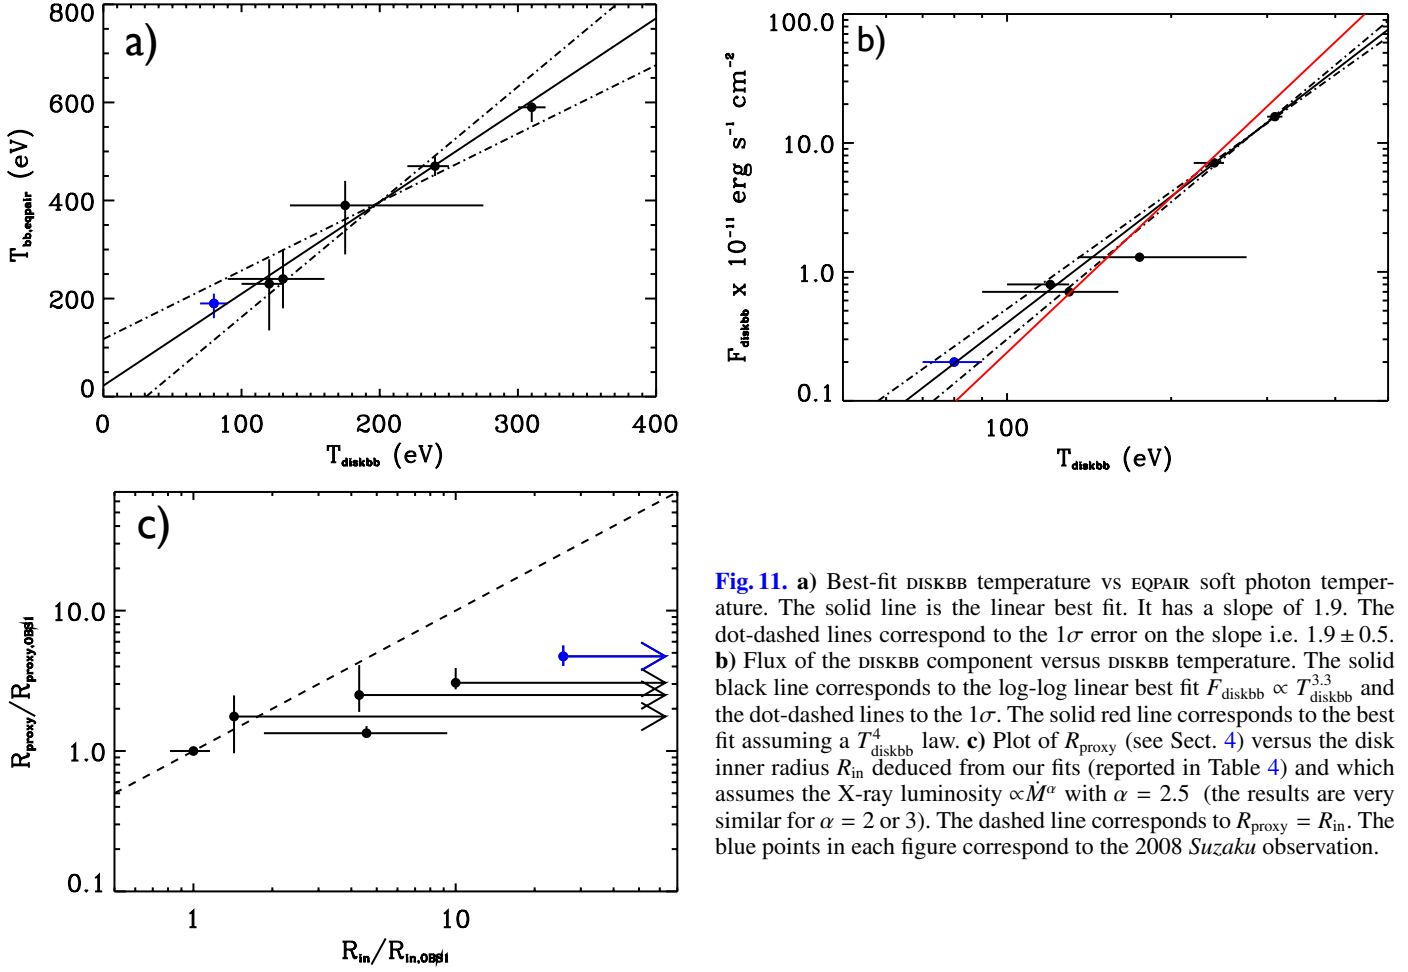 a)
800
600
400
200
0
T_bb,eqpair (eV)
0 100 200 300 400
T_diskbb (eV)
b)
100.0
10.0
1.0
0.1
F_diskbb x 10^-11 erg s^-1 cm^-2
100
T_diskbb (eV)
c)
10.0
1.0
0.1
R_proxy/R_proxy,OBS1
1 10
R_in/R_in,OBS1
Fig. 11. a) Best-fit DISKBB temperature vs EQPAIR soft photon temper-
ature. The solid line is the linear best fit. It has a slope of 1.9. The
dot-dashed lines correspond to the 1σ error on the slope i.e. 1.9 ± 0.5.
b) Flux of the DISKBB component versus DISKBB temperature. The solid
black line corresponds to the log-log linear best fit F_diskbb ∝ T_diskbb^3.3 and
the dot-dashed lines to the 1σ. The solid red line corresponds to the best
fit assuming a T_diskbb^4 law. c) Plot of R_proxy (see Sect. 4) versus the disk
inner radius R_in deduced from our fits (reported in Table 4) and which
assumes the X-ray luminosity ∝Ṁ^α with α = 2.5 (the results are very
similar for α = 2 or 3). The dashed line corresponds to R_proxy = R_in. The
blue points in each figure correspond to the 2008 Suzaku observation.